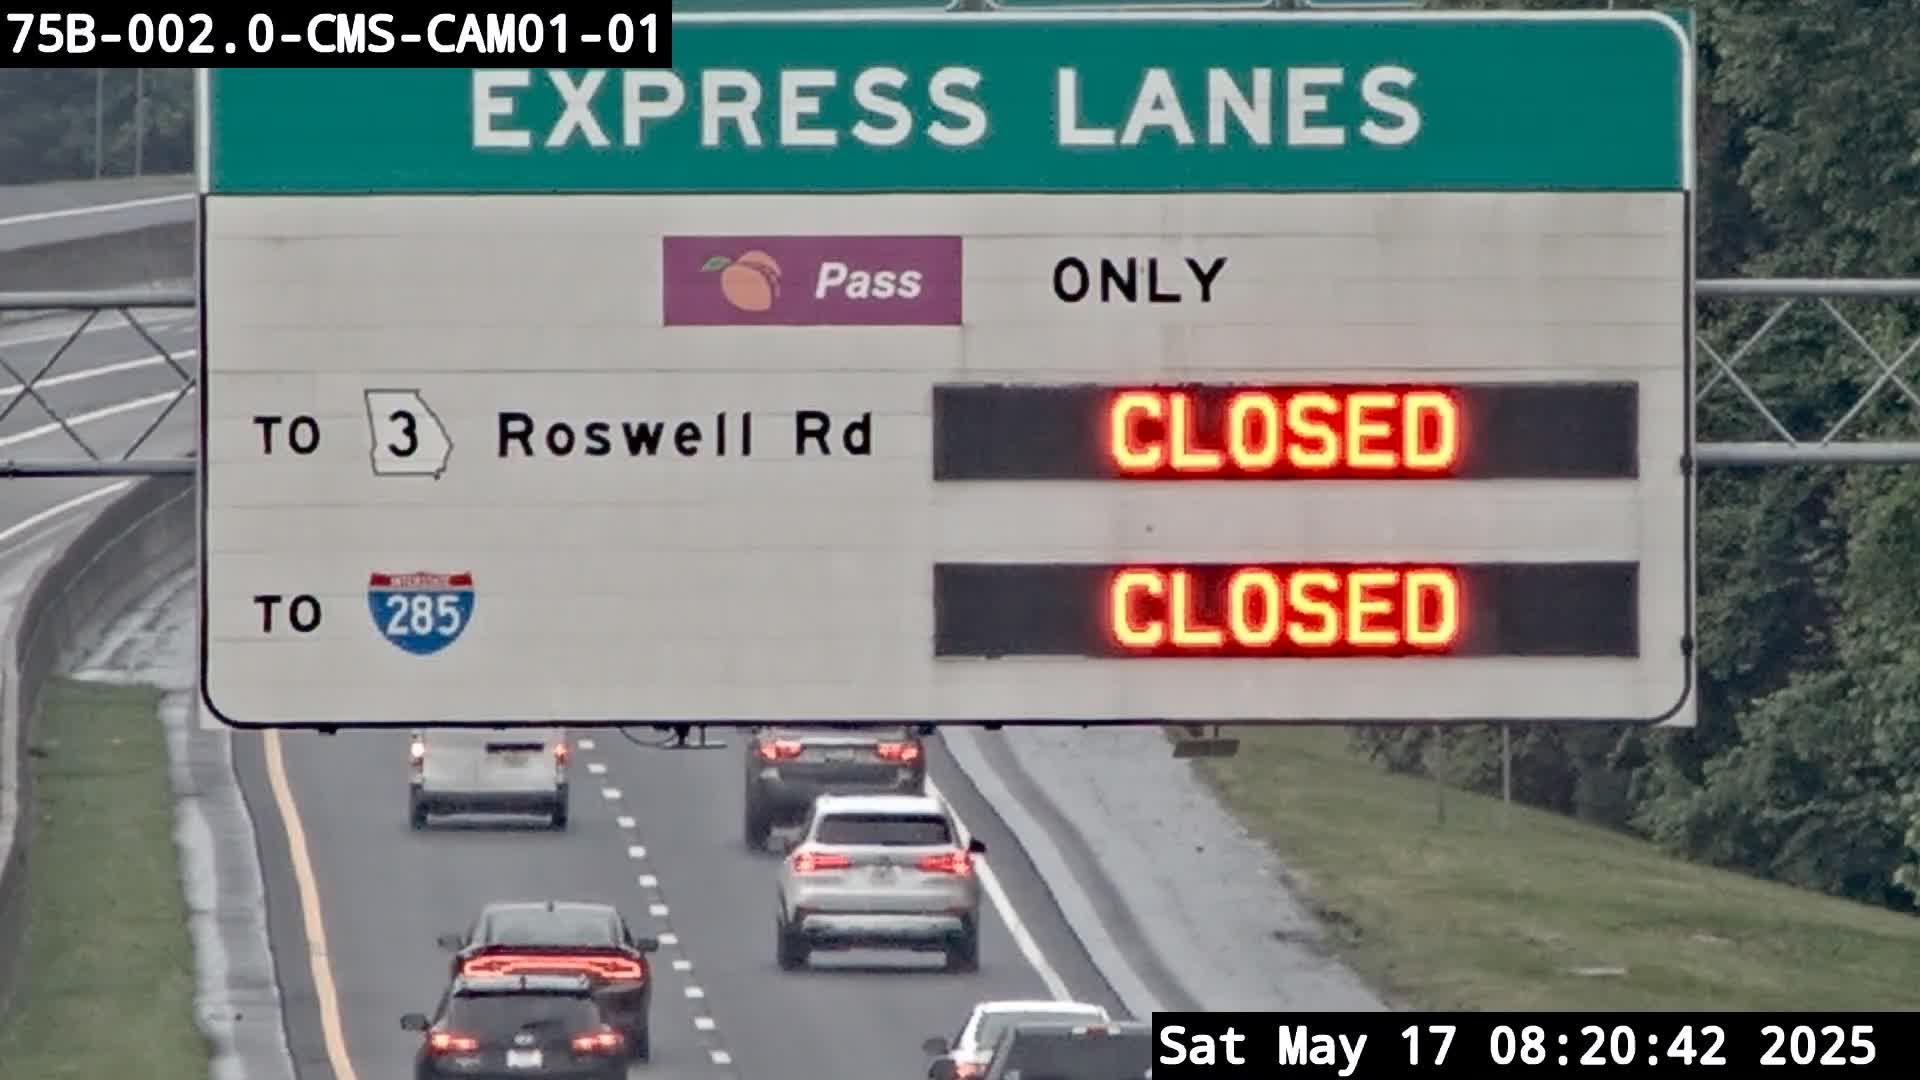 75B-002.0-CMS-CAM01-01
EXPRESS LANES
Pass ONLY
TO 3 Roswell Rd CLOSED
INTERSTATE
TO 285 CLOSED
Sat May 17 08:20:42 2025